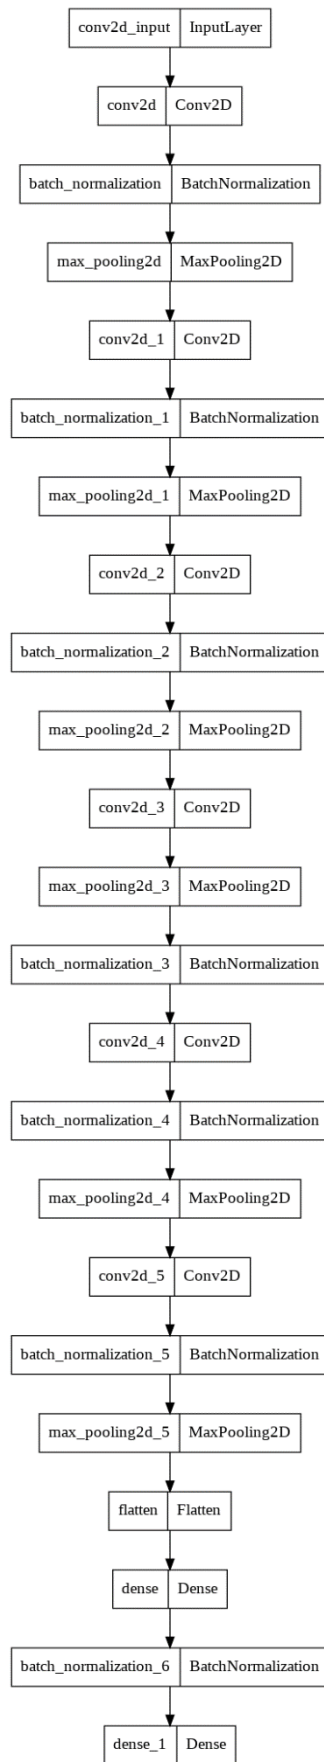 conv2d_input InputLayer
conv2d Conv2D
batch_normalization BatchNormalization
max_pooling2d MaxPooling2D
conv2d_1 Conv2D
batch_normalization_1 BatchNormalization
max_pooling2d_1 MaxPooling2D
conv2d_2 Conv2D
batch_normalization_2 BatchNormalization
max_pooling2d_2 MaxPooling2D
conv2d_3 Conv2D
max_pooling2d_3 MaxPooling2D
batch_normalization_3 BatchNormalization
conv2d_4 Conv2D
batch_normalization_4 BatchNormalization
max_pooling2d_4 MaxPooling2D
conv2d_5 Conv2D
batch_normalization_5 BatchNormalization
max_pooling2d_5 MaxPooling2D
flatten Flatten
dense Dense
batch_normalization_6 BatchNormalization
dense_1 Dense